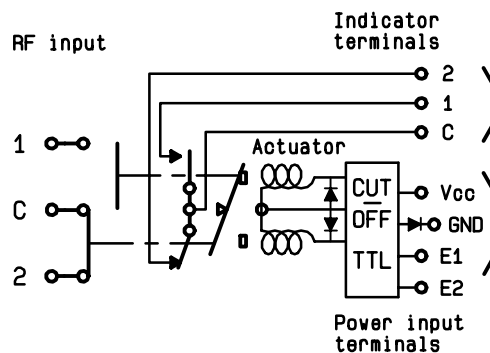 Indicator
terminals
RF input
2
1
C
Actuator
1
C
2
CUT
OFF
TTL
Vcc
GND
E1
E2
Power input
terminals